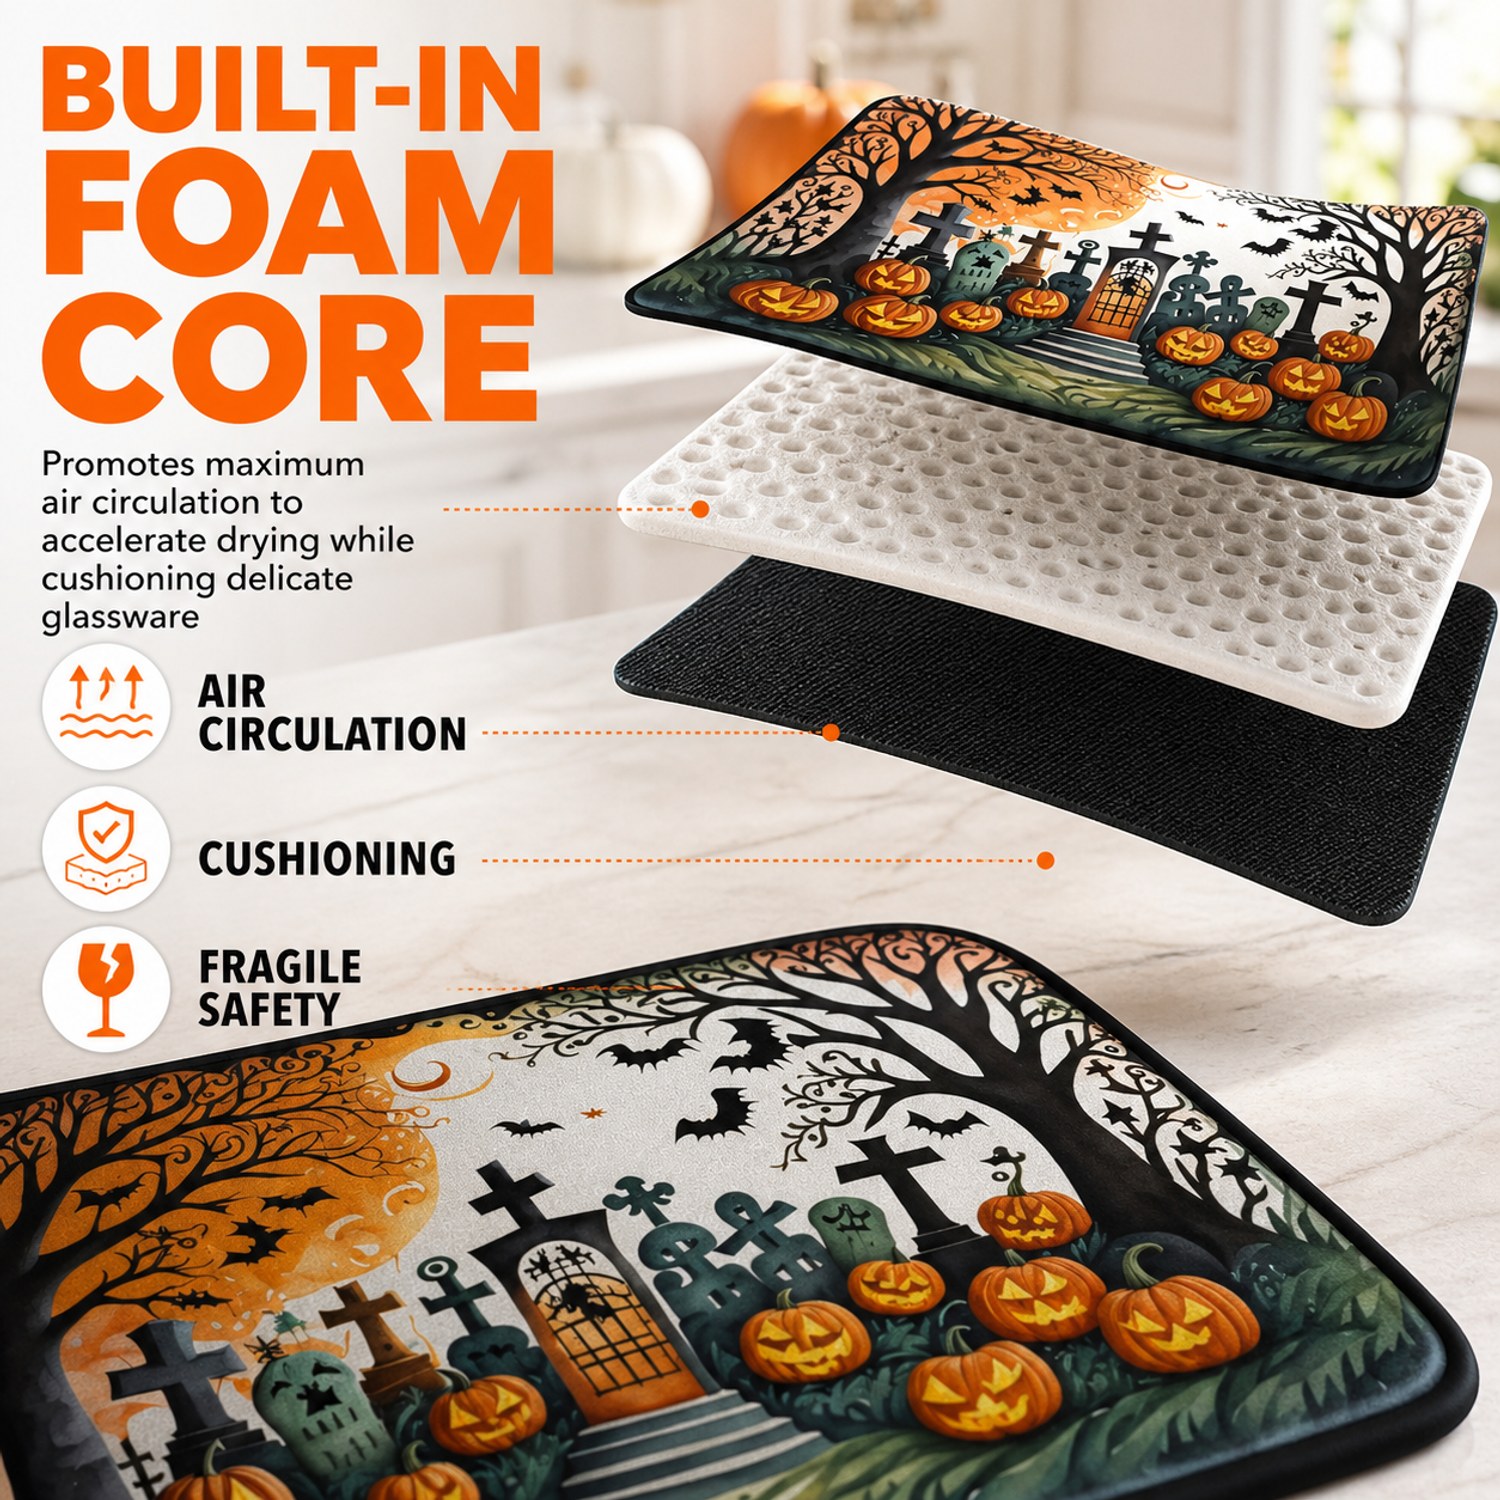 BUILT-IN
FOAM
CORE
Promotes maximum
air circulation to
accelerate drying while
cushioning delicate
glassware
AIR
CIRCULATION
CUSHIONING
FRAGILE
SAFETY